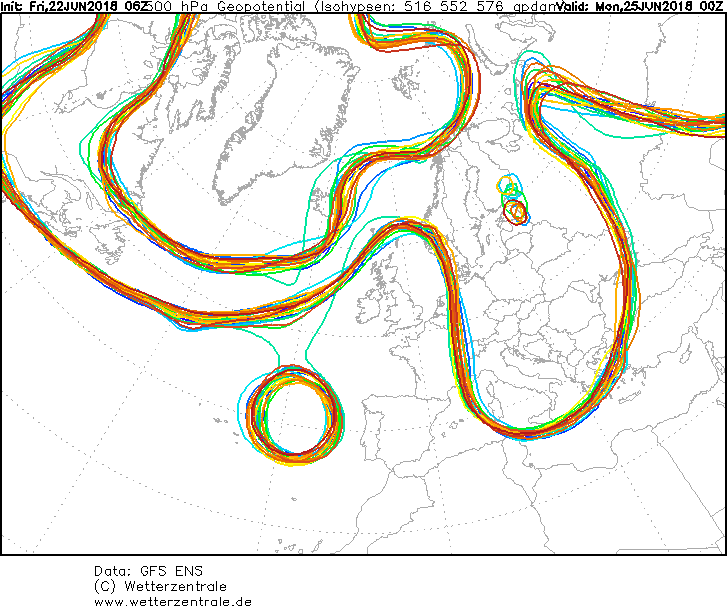 Init: Fri,22JUN2018 06Z 500 hPa Geopotential (Isohypsen: 516 552 576 gpdam) Valid: Mon,25JUN2018 00Z
Data: GFS ENS
(C) Wetterzentrale
www.wetterzentrale.de